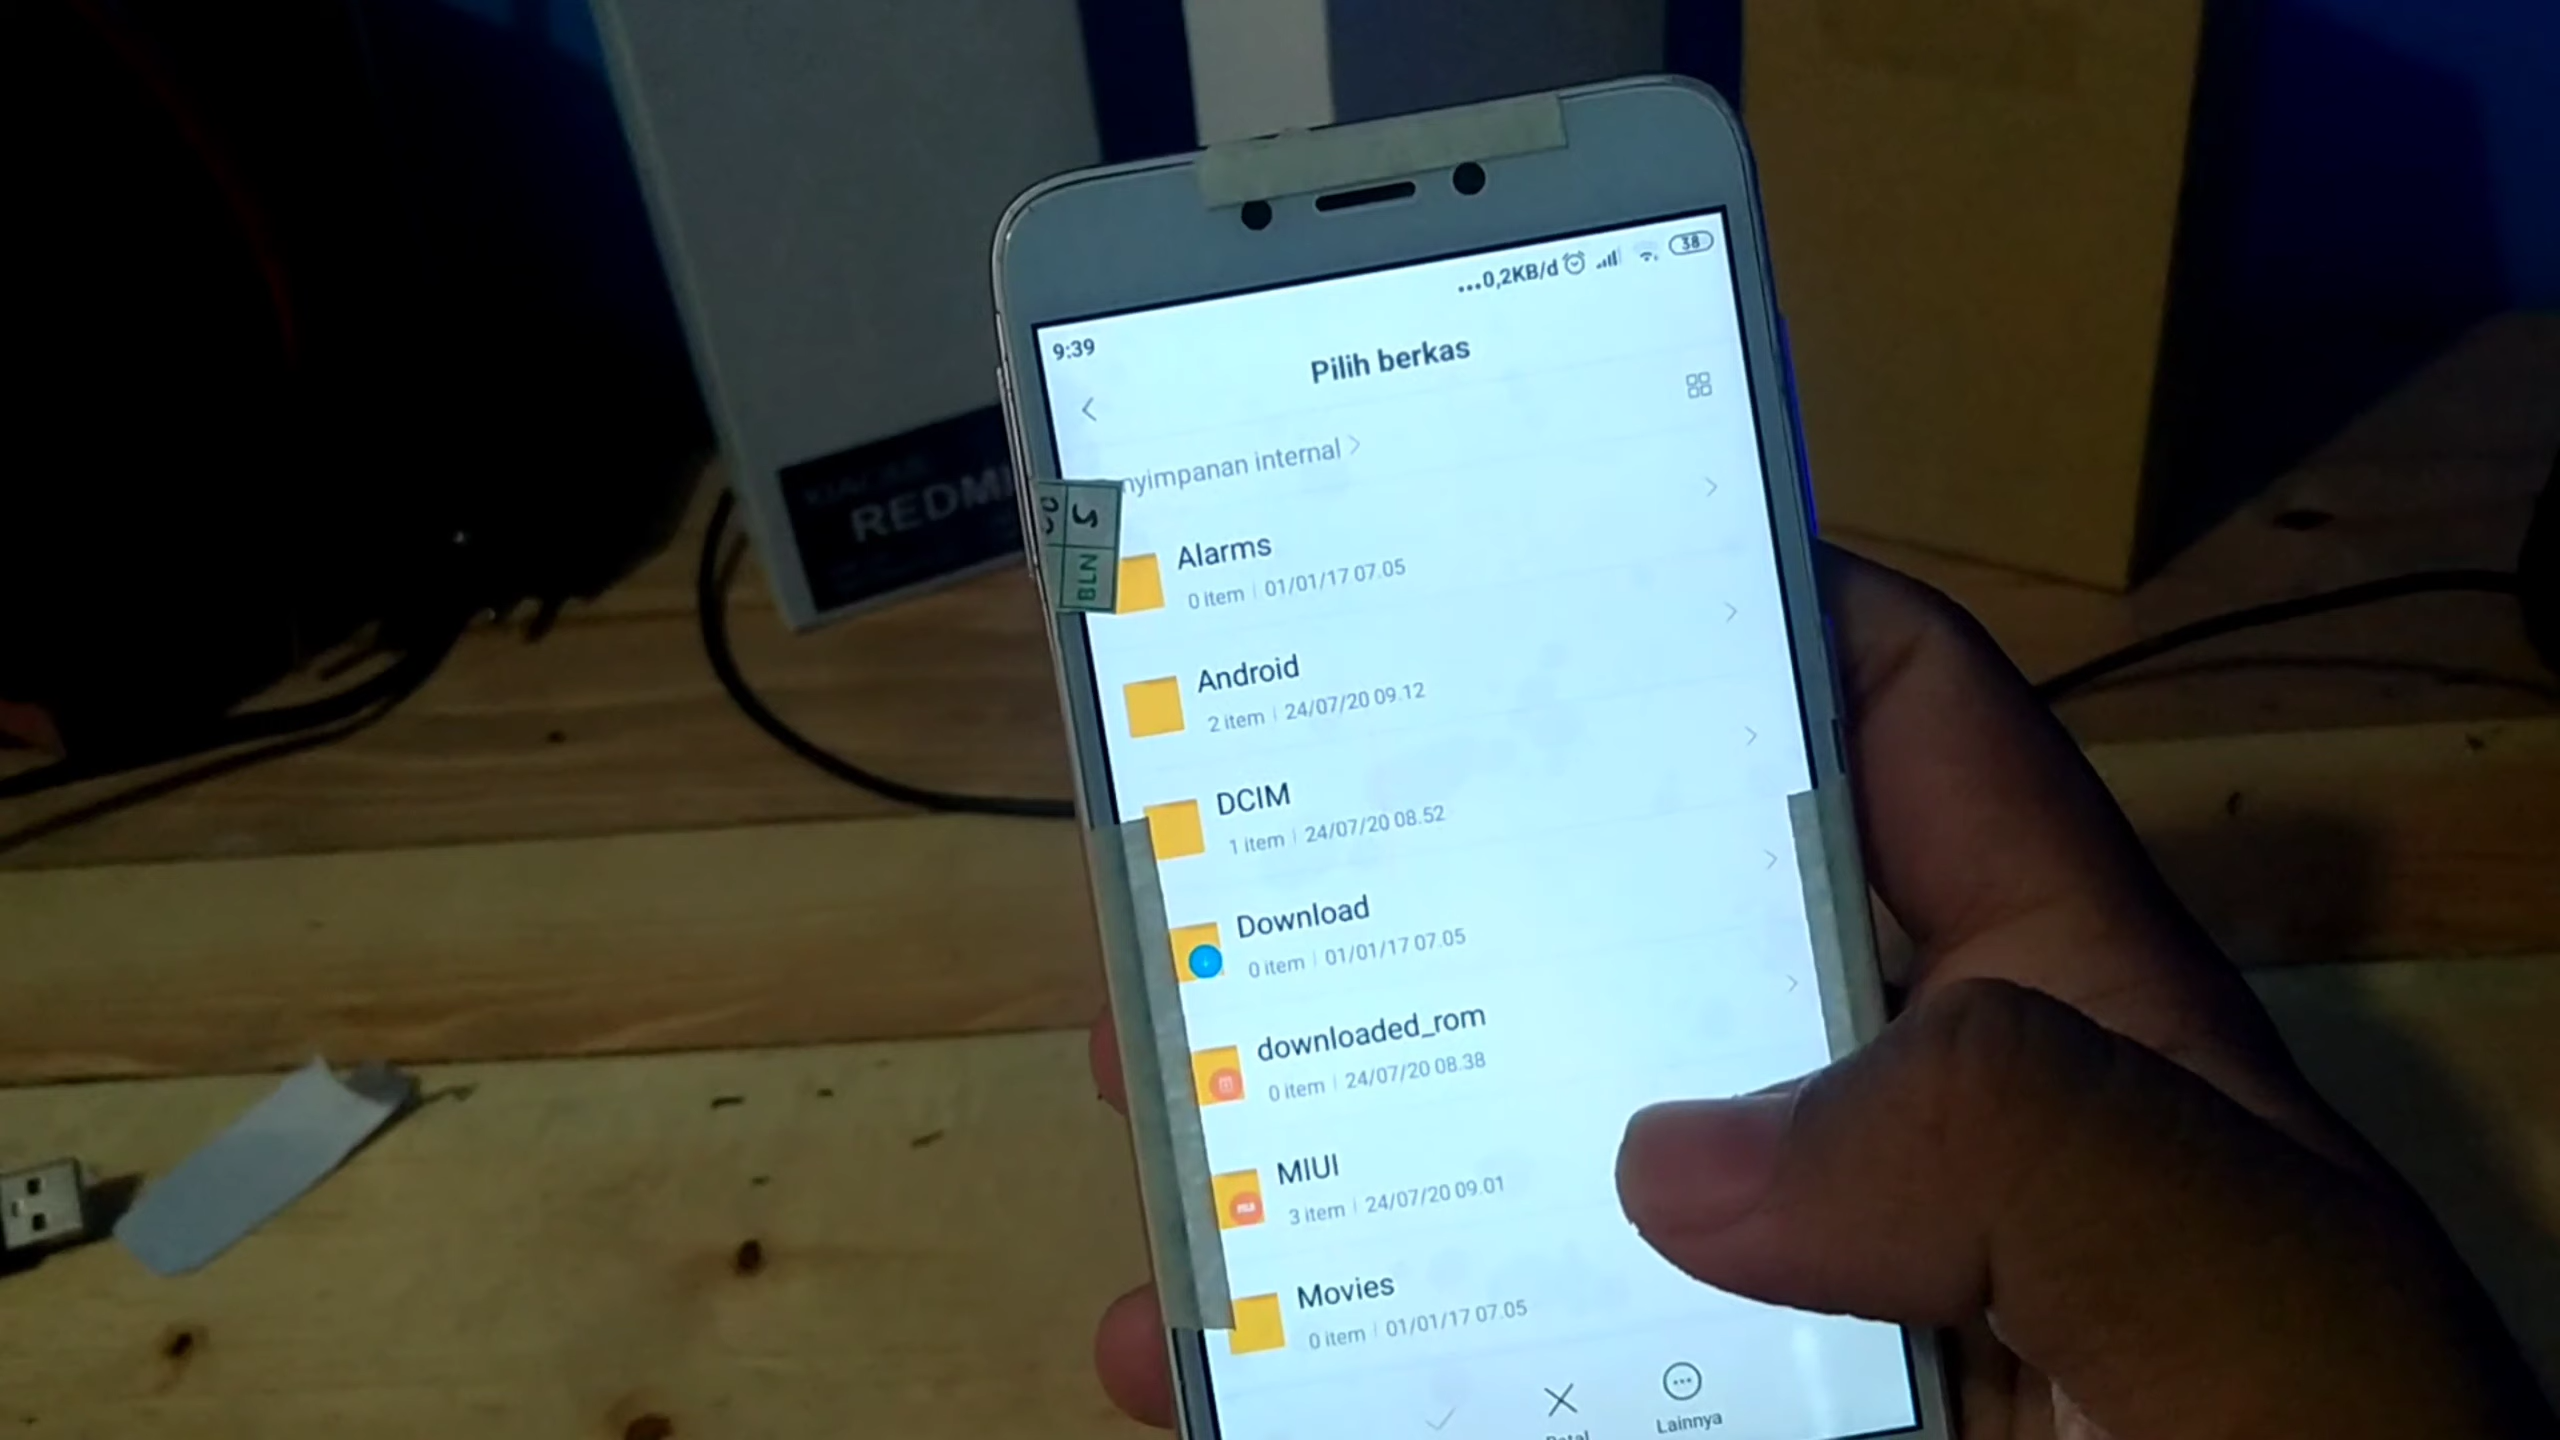 ...0,2KB/d
38
9:39
Pilih berkas
nyimpanan internal
Alarms
0 item | 01/01/17 07.05
Android
2 item | 24/07/20 09.12
DCIM
1 item | 24/07/20 08.52
Download
0 item | 01/01/17 07.05
downloaded_rom
0 item | 24/07/20 08.38
MIUI
3 item | 24/07/20 09.01
Movies
0 item | 01/01/17 07.05
Lainnya
REDMI
BLN 5